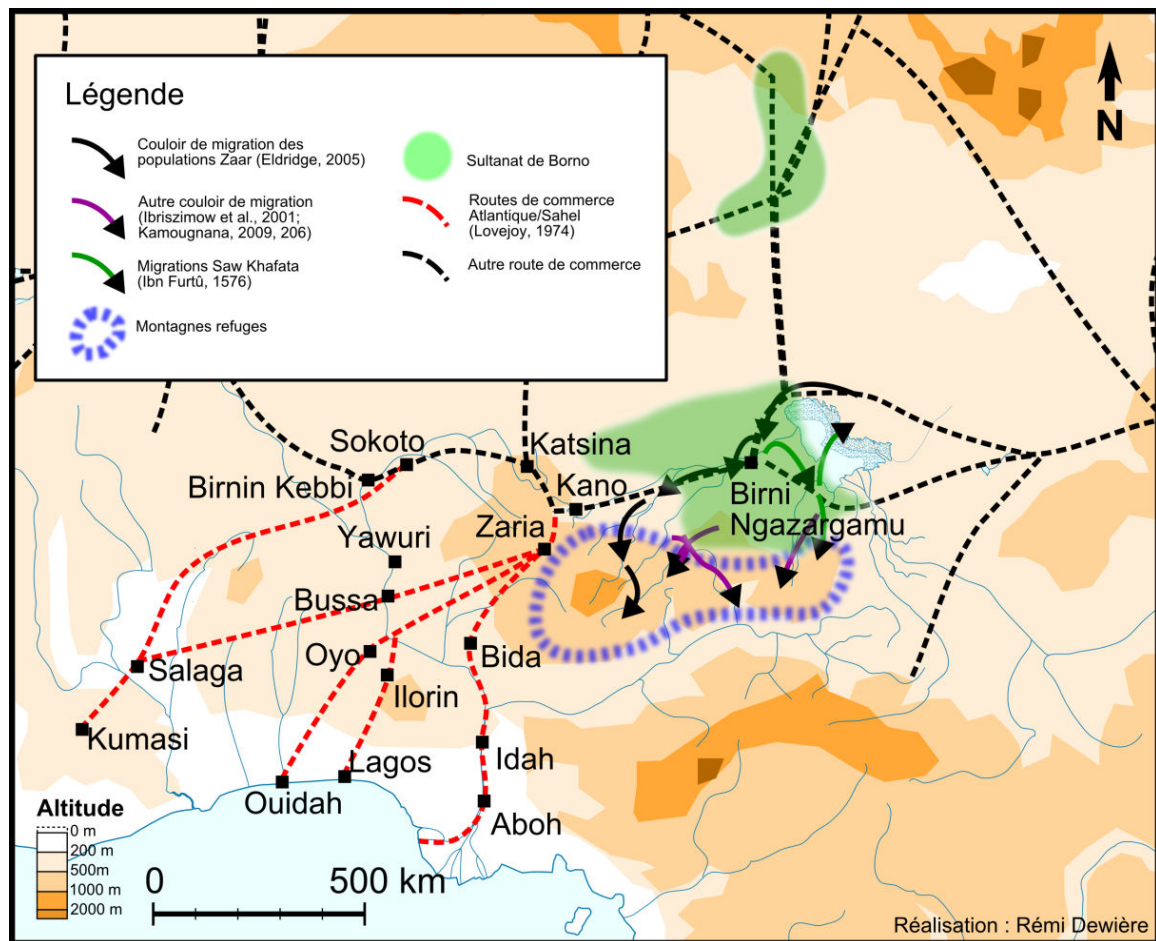 N
Légende
Couloir de migration des
populations Zaar (Eldridge, 2005)
Autre couloir de migration
(Ibriszimow et al., 2001;
Kamougnana, 2009, 206)
Migrations Saw Khafata
(Ibn Furtû, 1576)
Montagnes refuges
Sultanat de Borno
Routes de commerce
Atlantique/Sahel
(Lovejoy, 1974)
Autre route de commerce
Sokoto
Katsina
Birnin Kebbi
Kano
Birni
Ngazargamu
Yawuri
Zaria
Bussa
Oyo
Bida
Salaga
Ilorin
Kumasi
Lagos
Idah
Ouidah
Aboh
Altitude
0 m
200 m
500m
1000 m
2000 m
0 500 km
Réalisation : Rémi Dewière